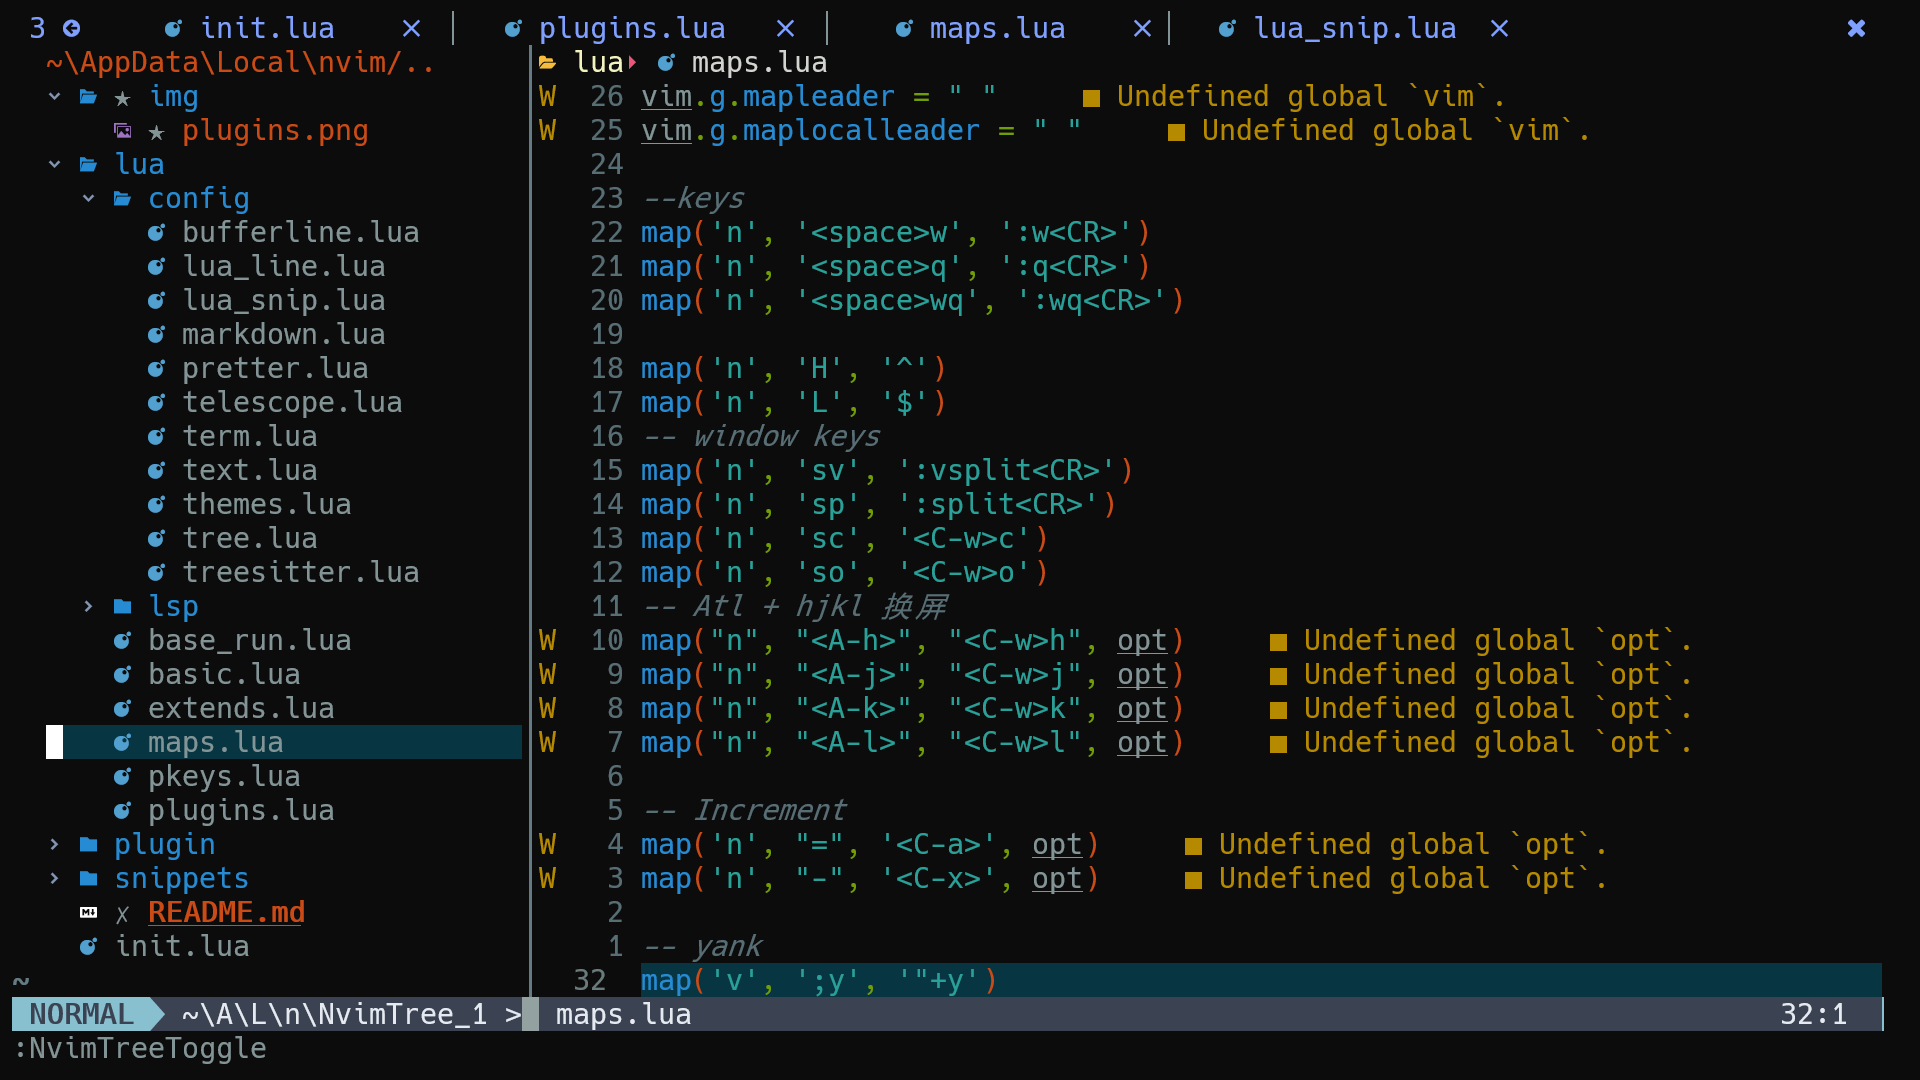 3 init.lua plugins.lua maps.lua lua_snip.lua
~\AppData\Local\nvim/..
img
plugins.png
lua
config
bufferline.lua
lua_line.lua
lua_snip.lua
markdown.lua
pretter.lua
telescope.lua
term.lua
text.lua
themes.lua
tree.lua
treesitter.lua
lsp
base_run.lua
basic.lua
extends.lua
maps.lua
pkeys.lua
plugins.lua
plugin
snippets
README.md
init.lua
~
lua maps.lua
W 26 vim.g.mapleader = " " ■ Undefined global `vim`.
W 25 vim.g.maplocalleader = " " ■ Undefined global `vim`.
24
23 --keys
22 map('n', '<space>w', ':w<CR>')
21 map('n', '<space>q', ':q<CR>')
20 map('n', '<space>wq', ':wq<CR>')
19
18 map('n', 'H', '^')
17 map('n', 'L', '$')
16 -- window keys
15 map('n', 'sv', ':vsplit<CR>')
14 map('n', 'sp', ':split<CR>')
13 map('n', 'sc', '<C-w>c')
12 map('n', 'so', '<C-w>o')
11 -- Atl + hjkl 换屏
W 10 map("n", "<A-h>", "<C-w>h", opt) ■ Undefined global `opt`.
W 9 map("n", "<A-j>", "<C-w>j", opt) ■ Undefined global `opt`.
W 8 map("n", "<A-k>", "<C-w>k", opt) ■ Undefined global `opt`.
W 7 map("n", "<A-l>", "<C-w>l", opt) ■ Undefined global `opt`.
6
5 -- Increment
W 4 map('n', "=", '<C-a>', opt) ■ Undefined global `opt`.
W 3 map('n', "-", '<C-x>', opt) ■ Undefined global `opt`.
2
1 -- yank
32 map('v', ';y', '"+y')
NORMAL ~\A\L\n\NvimTree_1 > maps.lua 32:1
:NvimTreeToggle